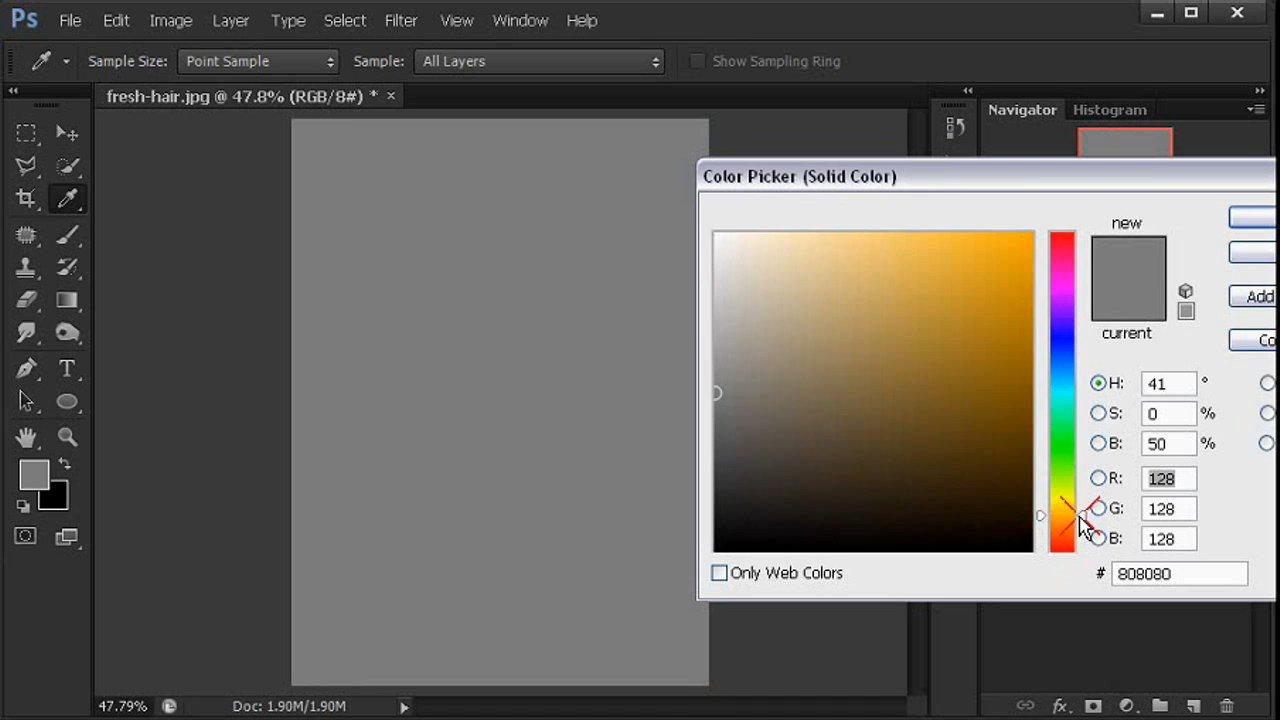 Ps File Edit Image Layer Type Select Filter View Window Help
Sample Size: Point Sample Sample: All Layers Show Sampling Ring
fresh-hair.jpg @ 47.8% (RGB/8#) * ×
Navigator Histogram
Color Picker (Solid Color)
new
current
Add
Co
H: 41 °
S: 0 %
B: 50 %
R: 128
G: 128
B: 128
Only Web Colors
# 808080
T
47.79% Doc: 1.90M/1.90M
fx